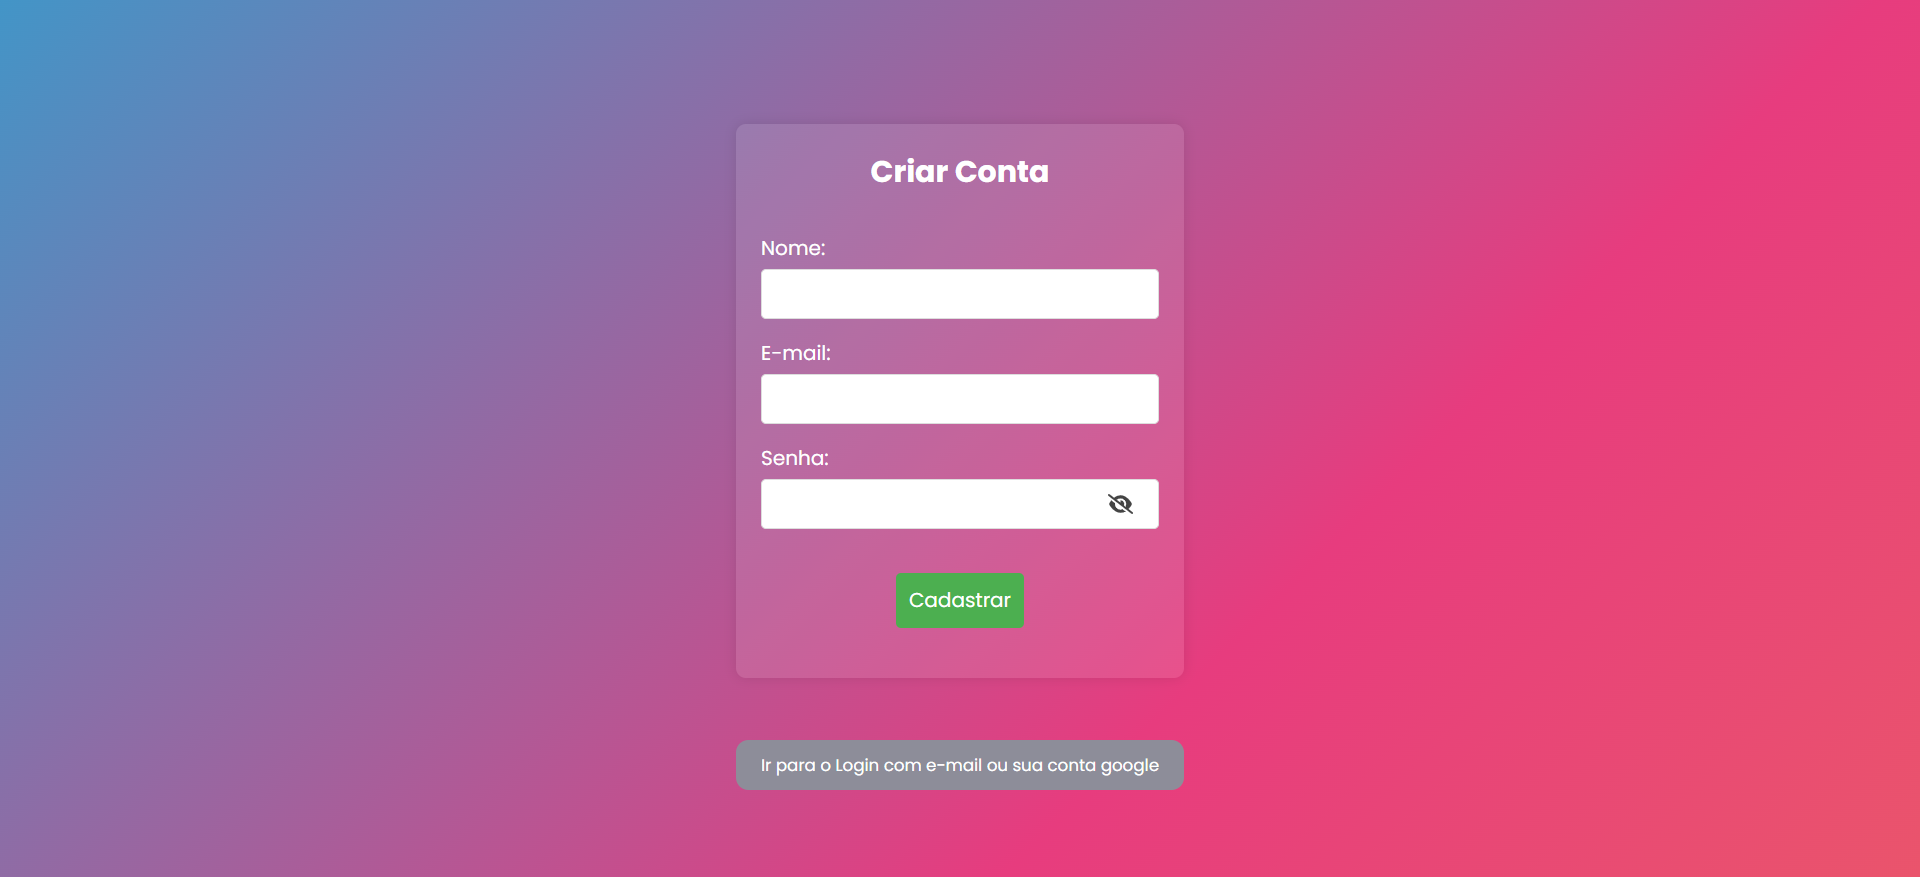 Criar Conta
Nome:
E-mail:
Senha:
Cadastrar
Ir para o Login com e-mail ou sua conta google